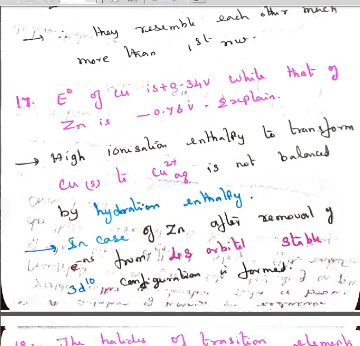 → ∴ they resemble each other much
more than 1st row.
17. E° of Cu is +0.34V while that of
Zn is -0.76V. Explain.
→ High ionisation enthalpy to transform
Cu(s) to Cu²⁺aq is not balanced
by hydration enthalpy.
→ In case of Zn after removal of
e⁻ns from 4s orbital stable
3d¹⁰ configuration is formed.
The halides of transition elements